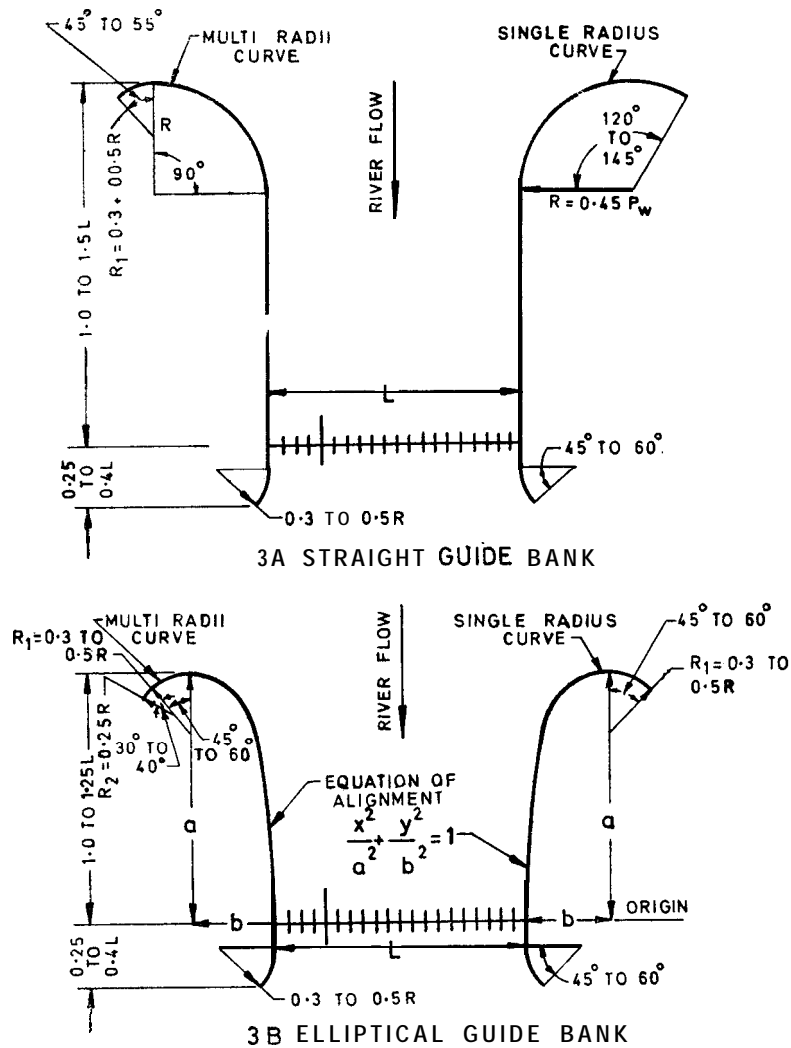 45° TO 55°
MULTI RADII
CURVE
SINGLE RADIUS
CURVE
R
90°
R₁ = 0·3 + 00·5R
1·0 TO 1·5L
RIVER FLOW
120°
TO
145°
R = 0·45 Pw
L
0·25
TO
0·4L
45° TO 60°.
0·3 TO 0·5R
3A STRAIGHT GUIDE BANK
MULTI RADII
CURVE
R₁=0·3 TO
0·5R
RIVER FLOW
SINGLE RADIUS
CURVE
45° TO 60°
R₁=0·3 TO
0·5R
R₂=0·25R
30° TO
40°
45°
TO 60°
1·0 TO 1·25L
a
EQUATION OF
ALIGNMENT
x²/a² + y²/b² = 1
a
b
b
ORIGIN
L
0·25
TO
0·4L
0·3 TO 0·5R
45° TO 60°
3B ELLIPTICAL GUIDE BANK